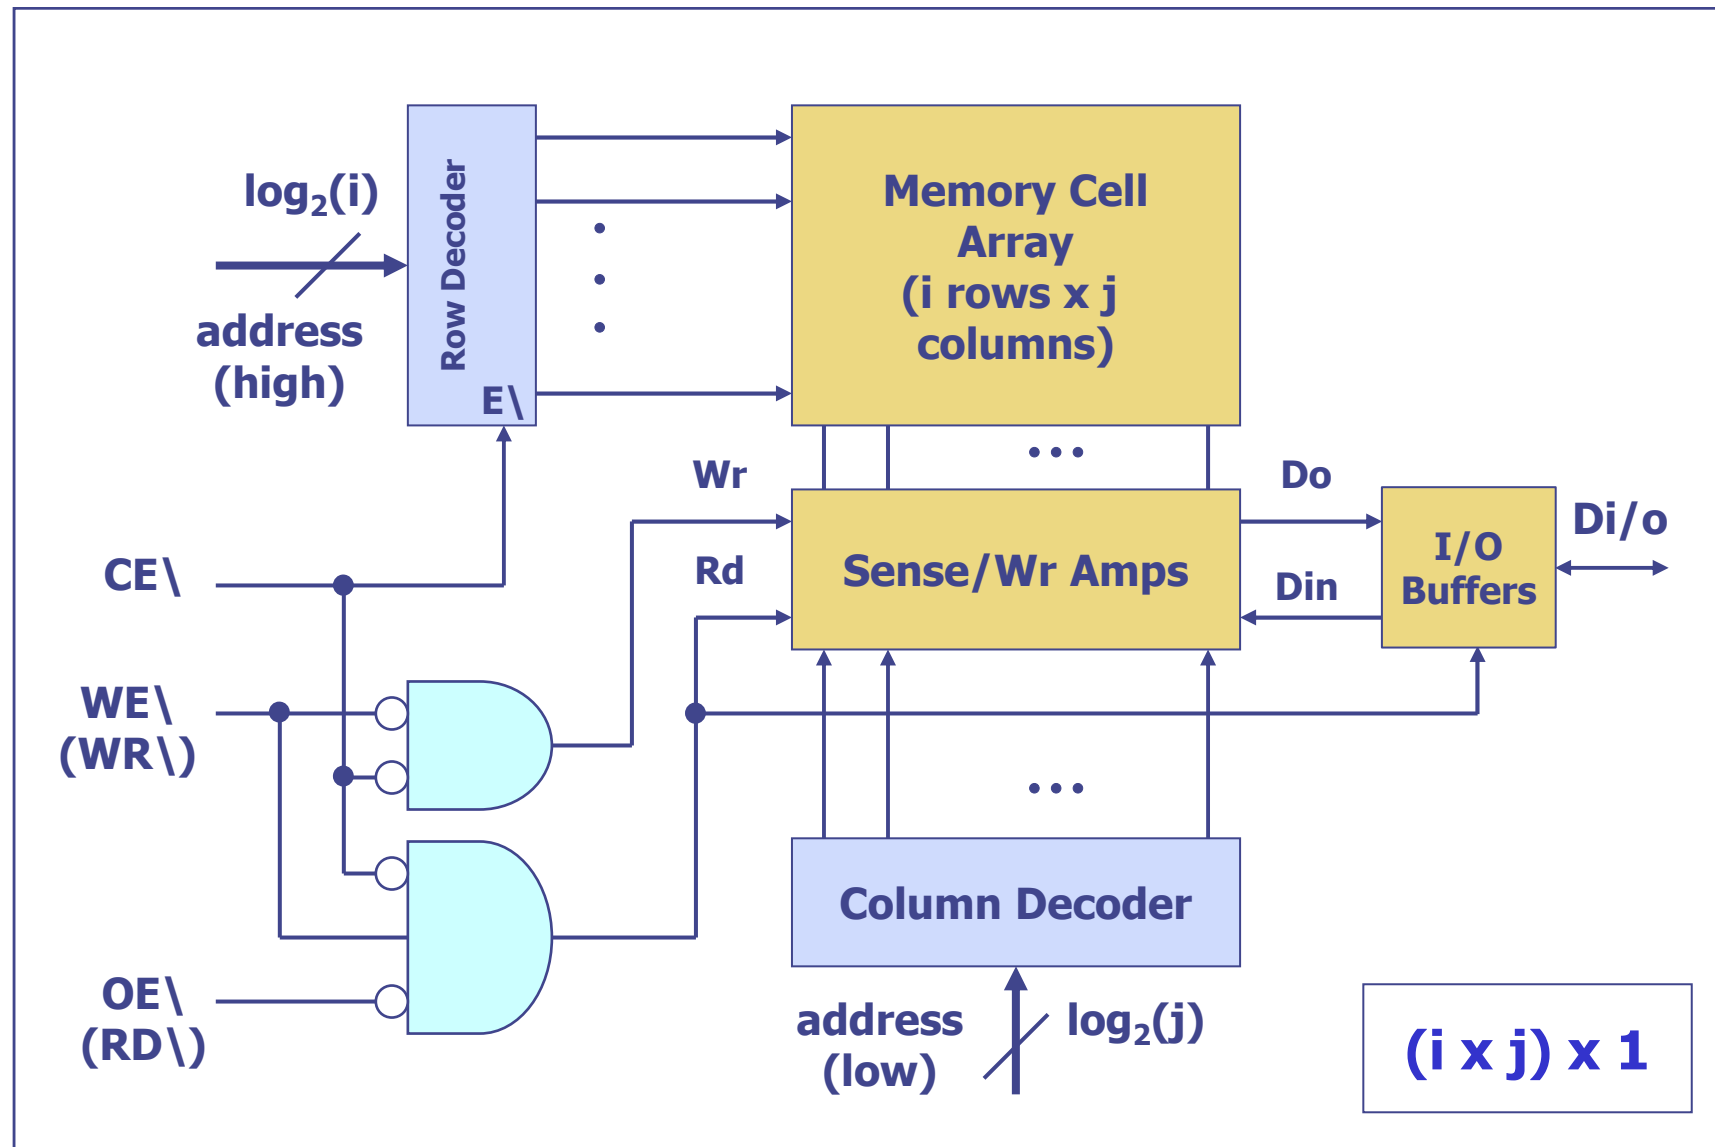 log₂(i)
address
(high)
Row Decoder
E\
Memory Cell
Array
(i rows x j
columns)
Wr
Rd
Sense/Wr Amps
Do
Din
I/O
Buffers
Di/o
CE\
WE\
(WR\)
OE\
(RD\)
Column Decoder
address
(low)
log₂(j)
(i x j) x 1